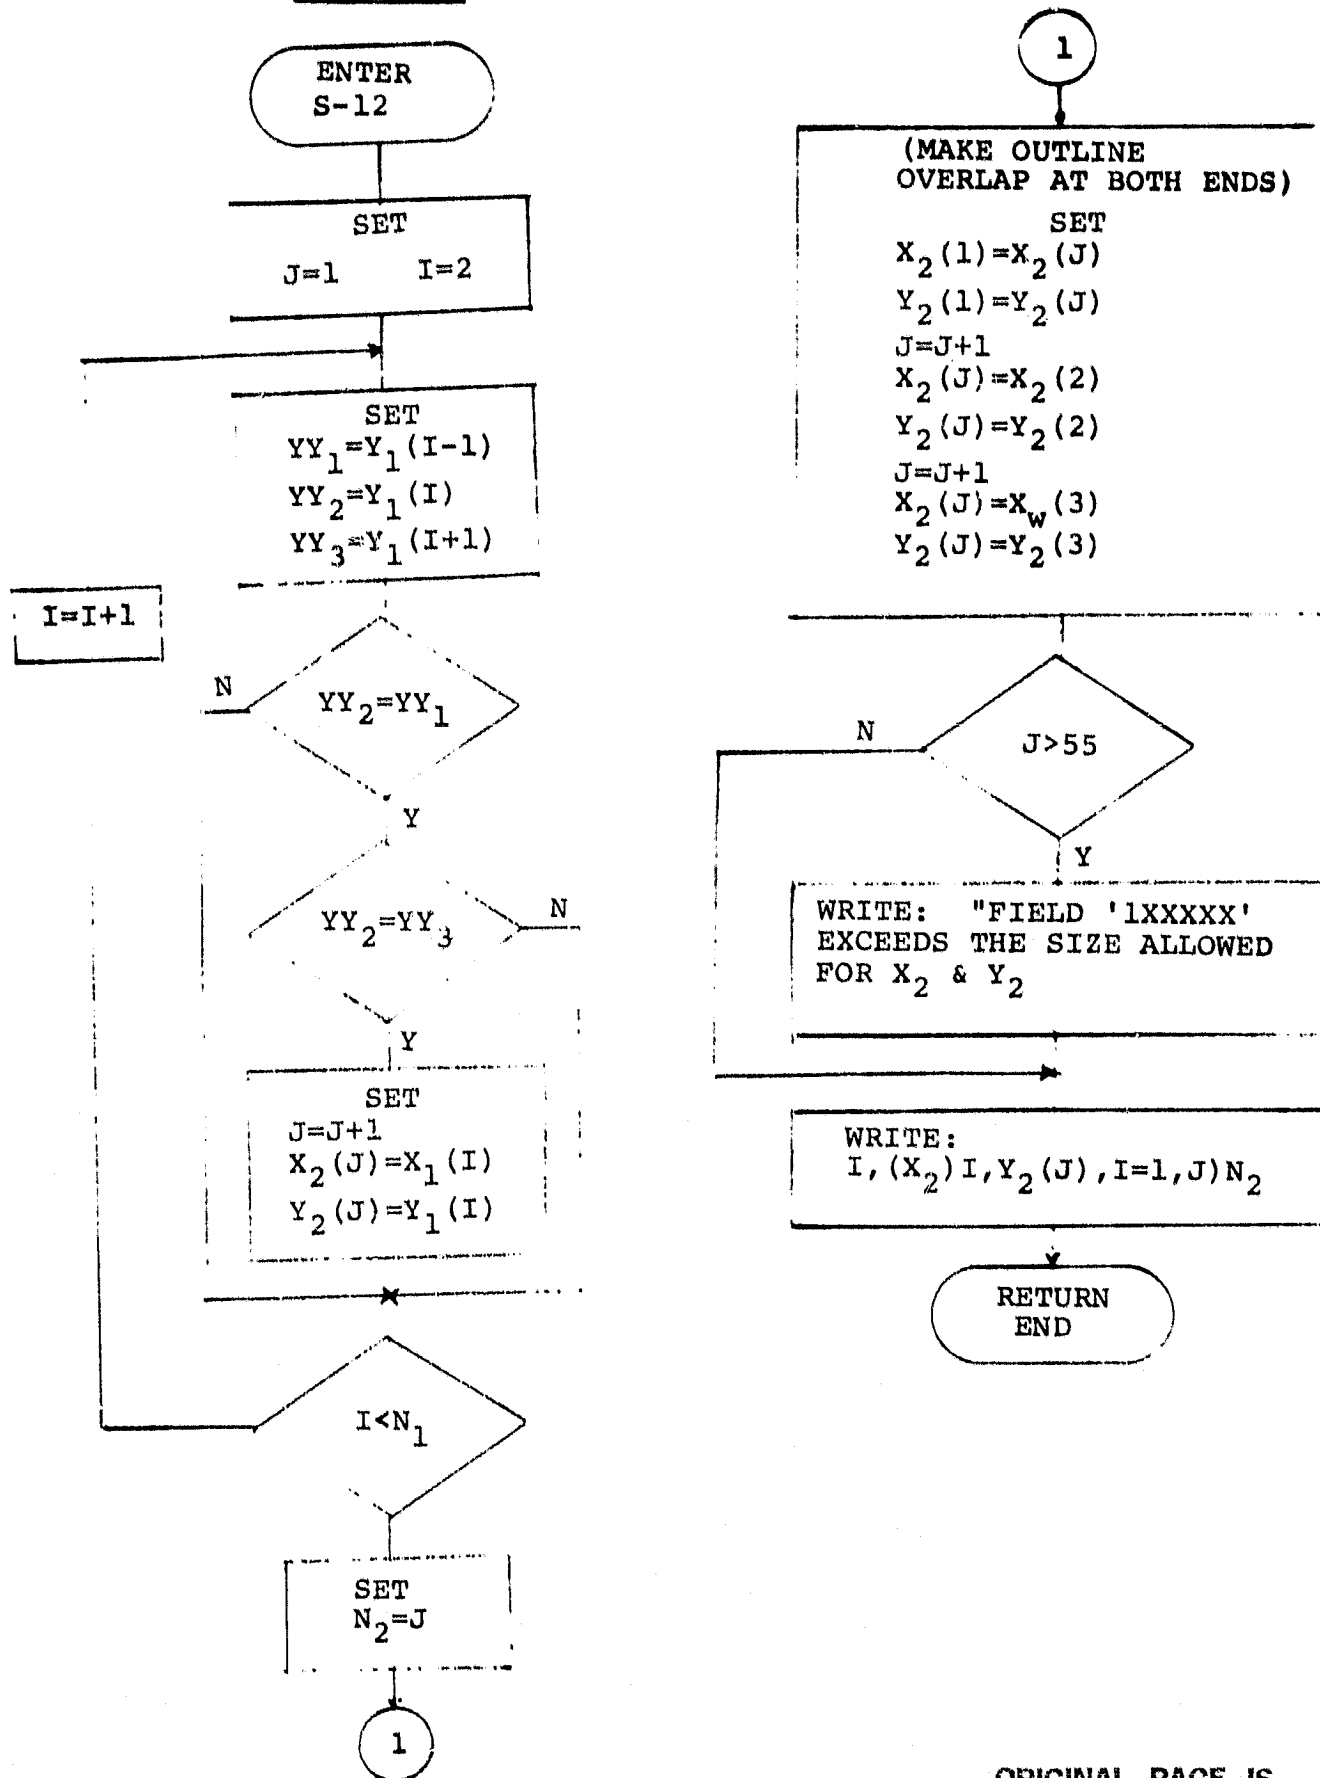 ENTER
S-12
SET
J=1 I=2
SET
YY₁=Y₁(I-1)
YY₂=Y₁(I)
YY₃=Y₁(I+1)
I=I+1
N
YY₂=YY₁
Y
YY₂=YY₃
N
Y
SET
J=J+1
X₂(J)=X₁(I)
Y₂(J)=Y₁(I)
I<N₁
SET
N₂=J
1
1
(MAKE OUTLINE
OVERLAP AT BOTH ENDS)
SET
X₂(1)=X₂(J)
Y₂(1)=Y₂(J)
J=J+1
X₂(J)=X₂(2)
Y₂(J)=Y₂(2)
J=J+1
X₂(J)=Xw(3)
Y₂(J)=Y₂(3)
N
J>55
Y
WRITE: "FIELD '1XXXXX'
EXCEEDS THE SIZE ALLOWED
FOR X₂ & Y₂
WRITE:
I,(X₂)I,Y₂(J),I=1,J)N₂
RETURN
END
ORIGINAL PAGE IS